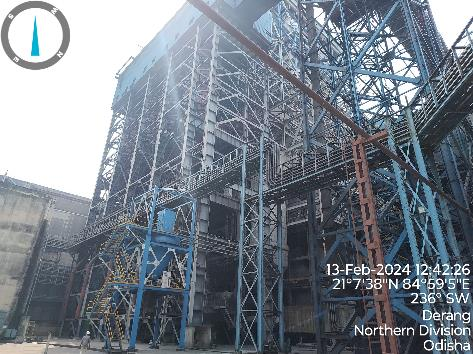 N
E
S
W
13-Feb-2024 12:42:26
21°7'38"N 84°59'5"E
236° SW
Derang
Northern Division
Odisha